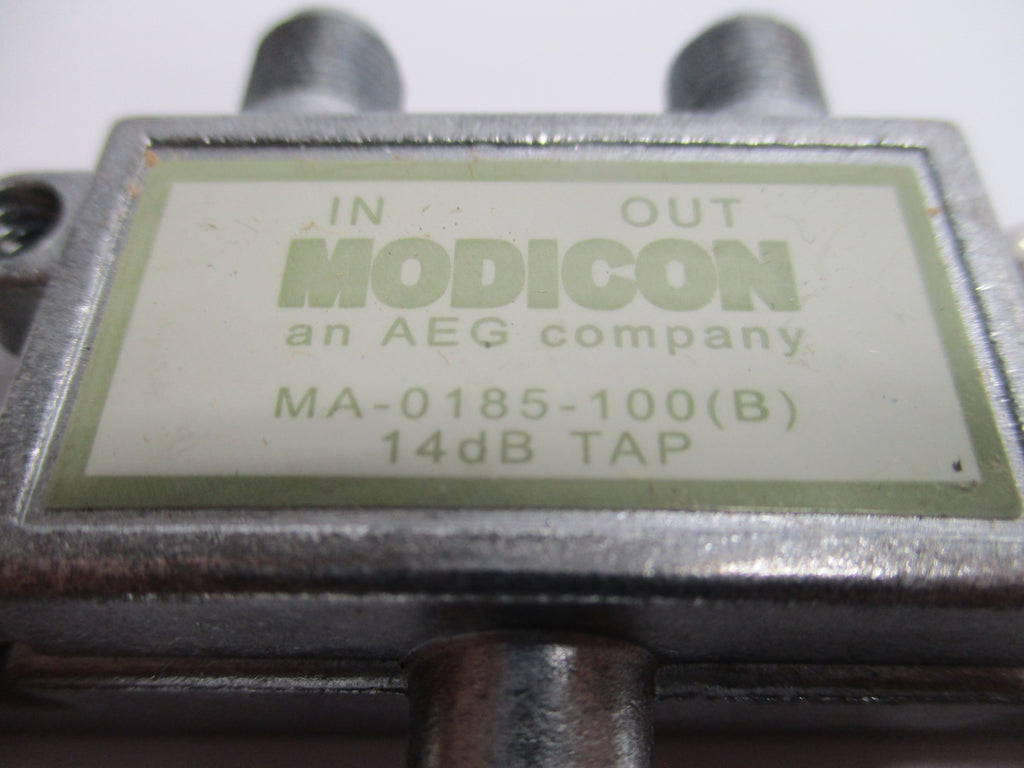 IN OUT
MODICON
an AEG company
MA-0185-100(B)
14dB TAP